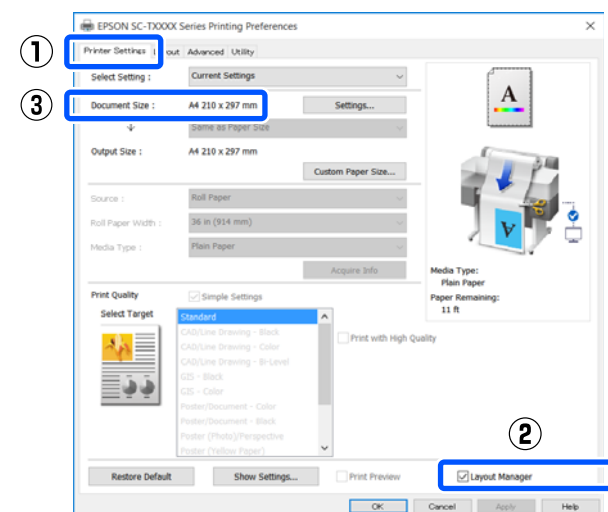 EPSON SC-TXXXX Series Printing Preferences
①
Printer Settings out Advanced Utility
Select Setting : Current Settings
③
Document Size : A4 210 x 297 mm Settings...
Same as Paper Size
Output Size : A4 210 x 297 mm
Custom Paper Size...
Source : Roll Paper
Roll Paper Width : 36 in (914 mm)
Media Type : Plain Paper
Acquire Info
A
A
Media Type:
Plain Paper
Paper Remaining:
11 ft
Print Quality Simple Settings
Select Target
Standard
CAD/Line Drawing - Black
CAD/Line Drawing - Color
CAD/Line Drawing - Bi-Level
GIS - Black
GIS - Color
Poster/Document - Color
Poster/Document - Black
Poster (Photo)/Perspective
Poster (Yellow Paper)
Print with High Quality
②
Restore Default Show Settings... Print Preview Layout Manager
OK Cancel Apply Help